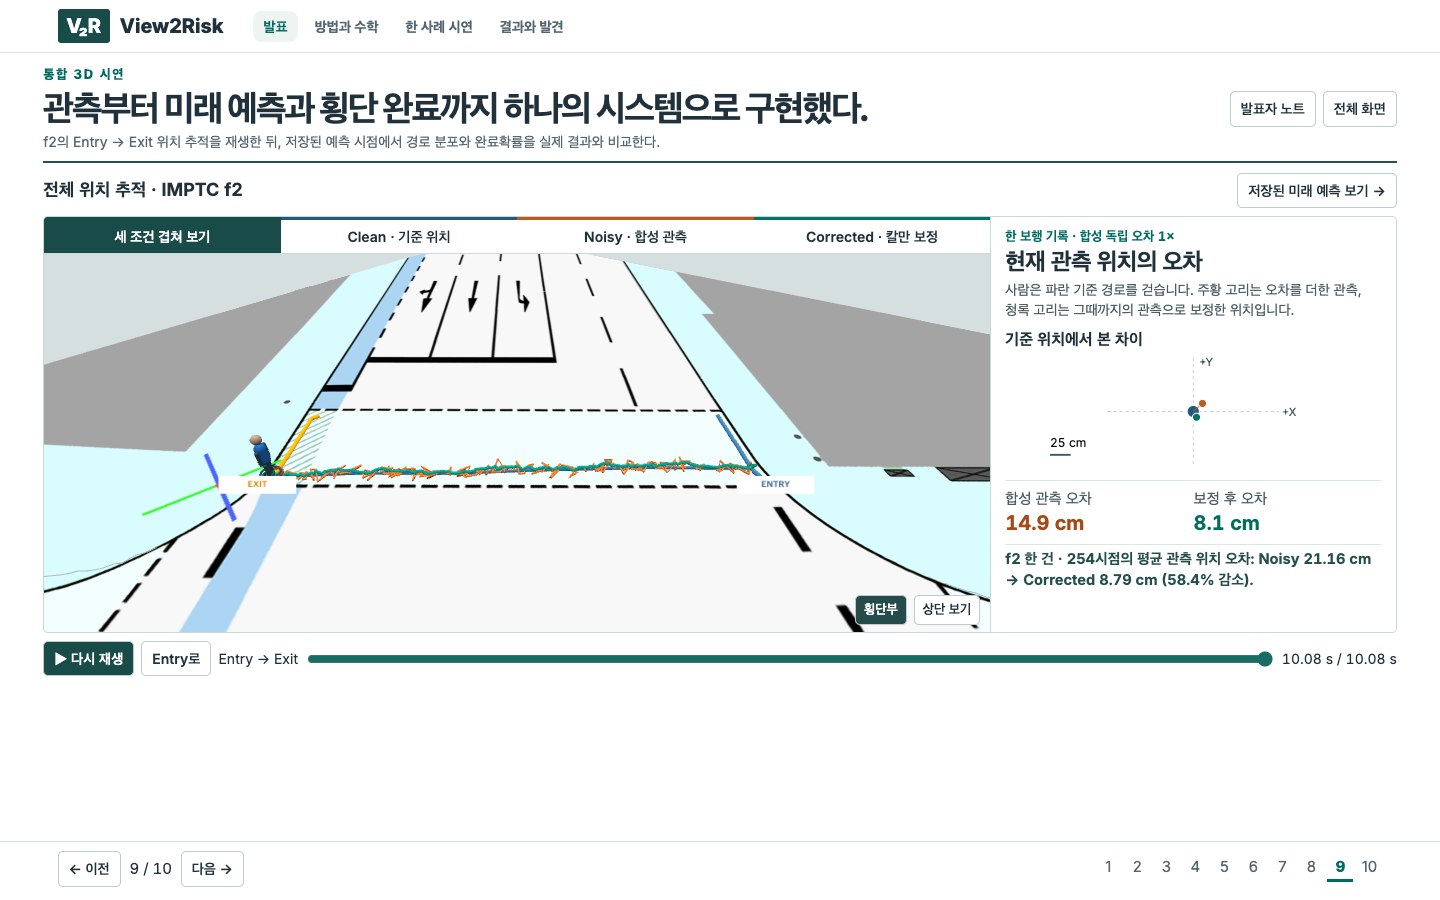 V2R View2Risk 발표 방법과 수학 한 사례 시연 결과와 발견
통합 3D 시연
관측부터 미래 예측과 횡단 완료까지 하나의 시스템으로 구현했다.
발표자 노트 전체 화면
f2의 Entry → Exit 위치 추적을 재생한 뒤, 저장된 예측 시점에서 경로 분포와 완료확률을 실제 결과와 비교한다.
전체 위치 추적 · IMPTC f2
저장된 미래 예측 보기 →
세 조건 겹쳐 보기 Clean · 기준 위치 Noisy · 합성 관측 Corrected · 칼만 보정
EXIT
ENTRY
횡단부 상단 보기
한 보행 기록 · 합성 독립 오차 1×
현재 관측 위치의 오차
사람은 파란 기준 경로를 걷습니다. 주황 고리는 오차를 더한 관측,
청록 고리는 그때까지의 관측으로 보정한 위치입니다.
기준 위치에서 본 차이
+Y
+X
25 cm
합성 관측 오차 보정 후 오차
14.9 cm 8.1 cm
f2 한 건 · 254시점의 평균 관측 위치 오차: Noisy 21.16 cm
→ Corrected 8.79 cm (58.4% 감소).
▶ 다시 재생 Entry로 Entry → Exit 10.08 s / 10.08 s
← 이전 9 / 10 다음 → 1 2 3 4 5 6 7 8 9 10